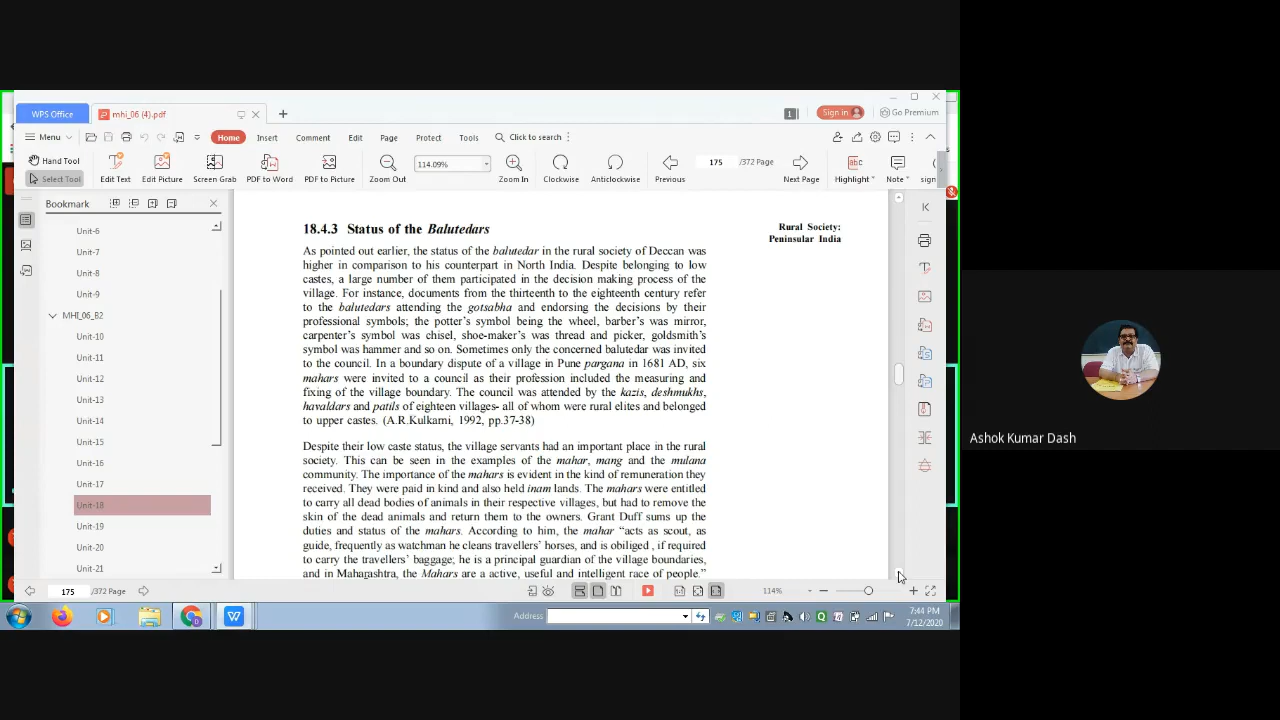 WPS Office
mhi_06 (4).pdf
1
Sign in
Go Premium
Menu
Home
Insert
Comment
Edit
Page
Protect
Tools
Click to search
Hand Tool
Select Tool
Edit Text
Edit Picture
Screen Grab
PDF to Word
PDF to Picture
Zoom Out
114.09%
Zoom In
Clockwise
Anticlockwise
Previous
175
/372 Page
Next Page
Highlight
Note
sign
Bookmark
Unit-6
Unit-7
Unit-8
Unit-9
MHI_06_B2
Unit-10
Unit-11
Unit-12
Unit-13
Unit-14
Unit-15
Unit-16
Unit-17
Unit-18
Unit-19
Unit-20
Unit-21
Rural Society:
Peninsular India
18.4.3 Status of the Balutedars
As pointed out earlier, the status of the balutedar in the rural society of Deccan was
higher in comparison to his counterpart in North India. Despite belonging to low
castes, a large number of them participated in the decision making process of the
village. For instance, documents from the thirteenth to the eighteenth century refer
to the balutedars attending the gotsabha and endorsing the decisions by their
professional symbols; the potter's symbol being the wheel, barber's was mirror,
carpenter's symbol was chisel, shoe-maker's was thread and picker, goldsmith's
symbol was hammer and so on. Sometimes only the concerned balutedar was invited
to the council. In a boundary dispute of a village in Pune pargana in 1681 AD, six
mahars were invited to a council as their profession included the measuring and
fixing of the village boundary. The council was attended by the kazis, deshmukhs,
havaldars and patils of eighteen villages- all of whom were rural elites and belonged
to upper castes. (A.R.Kulkarni, 1992, pp.37-38)
Despite their low caste status, the village servants had an important place in the rural
society. This can be seen in the examples of the mahar, mang and the mulana
community. The importance of the mahars is evident in the kind of remuneration they
received. They were paid in kind and also held inam lands. The mahars were entitled
to carry all dead bodies of animals in their respective villages, but had to remove the
skin of the dead animals and return them to the owners. Grant Duff sums up the
duties and status of the mahars. According to him, the mahar "acts as scout, as
guide, frequently as watchman he cleans travellers' horses, and is obiliged , if required
to carry the travellers' baggage; he is a principal guardian of the village boundaries,
and in Mahagashtra, the Mahars are a active, useful and intelligent race of people."
175
/372 Page
114%
Address
7:44 PM
7/12/2020
Ashok Kumar Dash